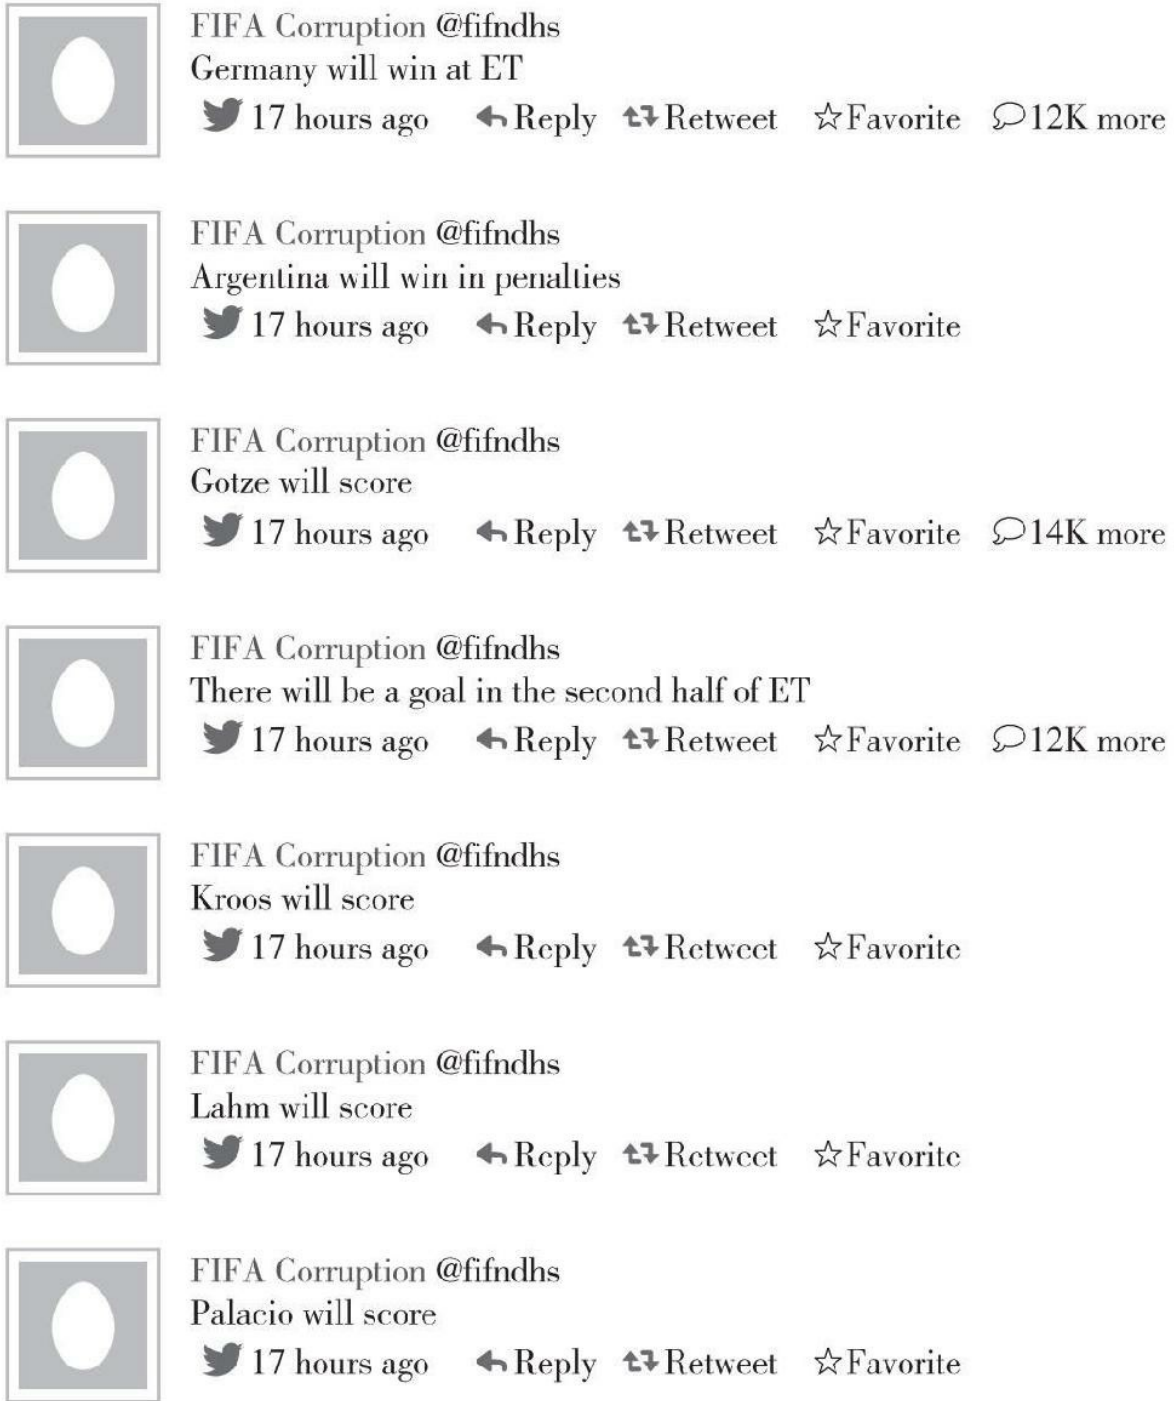 FIFA Corruption @fifndhs
Germany will win at ET
17 hours ago Reply Retweet Favorite 12K more
FIFA Corruption @fifndhs
Argentina will win in penalties
17 hours ago Reply Retweet Favorite
FIFA Corruption @fifndhs
Gotze will score
17 hours ago Reply Retweet Favorite 14K more
FIFA Corruption @fifndhs
There will be a goal in the second half of ET
17 hours ago Reply Retweet Favorite 12K more
FIFA Corruption @fifndhs
Kroos will score
17 hours ago Reply Retweet Favorite
FIFA Corruption @fifndhs
Lahm will score
17 hours ago Reply Retweet Favorite
FIFA Corruption @fifndhs
Palacio will score
17 hours ago Reply Retweet Favorite